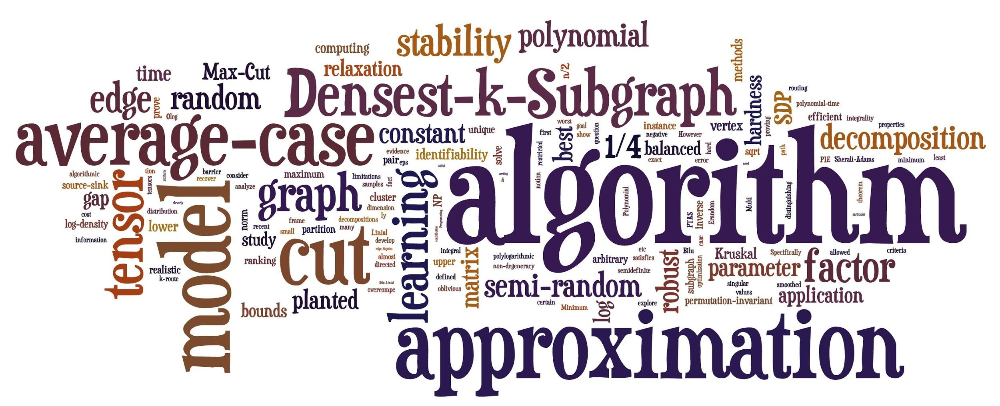 stability
polynomial
computing
relaxation
methods
n/2
time
Max-Cut
Densest-k-Subgraph
edge
prove
random
Olog
hardness
routing
SDP
polynomial-time
efficient
integrality
properties
proving
average-case
constant
unique
worst
first
best
goal
show
question
instance
negative
However
vertex
1/4
balanced
hard
exact
error
sqrt
path
decomposition
PIE
Sherali-Adams
minimum
least
evidence
identifiability
pair
eps
using
solve
restricted
need
algorithm
algorithmic
tion
tensors
mixtures
barrier
recover
consider
analyze
source-sink
gap
cost
log-density
information
tensor
model
cleverly
distribution
lower
realistic
k-route
maximum
limitations
samples
fact
graph
cluster
dimension
ly
norm
recent
frame
decompositions
small
partition
many
study
ranking
cut
Linial
develop
edge-disjoint
almost
directed
Bilu-Linial
overcompe
bounds
planted
learning
NP
Programming
contribution
sorting
Arc
notion
Polynomial
PTAS
inverse
case
Erandom
Multi
distinguishing
theorem
particular
integral
upper
defined
oblivious
matrix
polylogarithmic
non-degeneracy
semi-random
certain
Minimum
log
arbitrary
etc
satisfies
semidefinite
explore
robust
Bilu
subgraph
optimization
Kruskal
Specifically
parameter
factor
allowed
criteria
singular
values
smoothed
permutation-invariant
application
approximation